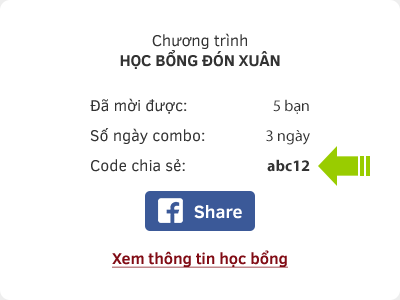 Chương trình
HỌC BỔNG ĐÓN XUÂN
Đã mời được: 5 bạn
Số ngày combo: 3 ngày
Code chia sẻ: abc12
f Share
Xem thông tin học bổng